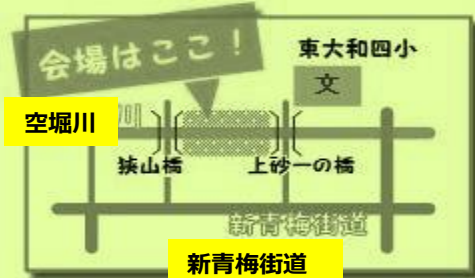 会場はここ！
東大和四小
文
空堀川
川
狭山橋
上砂一の橋
新青梅街道
新青梅街道